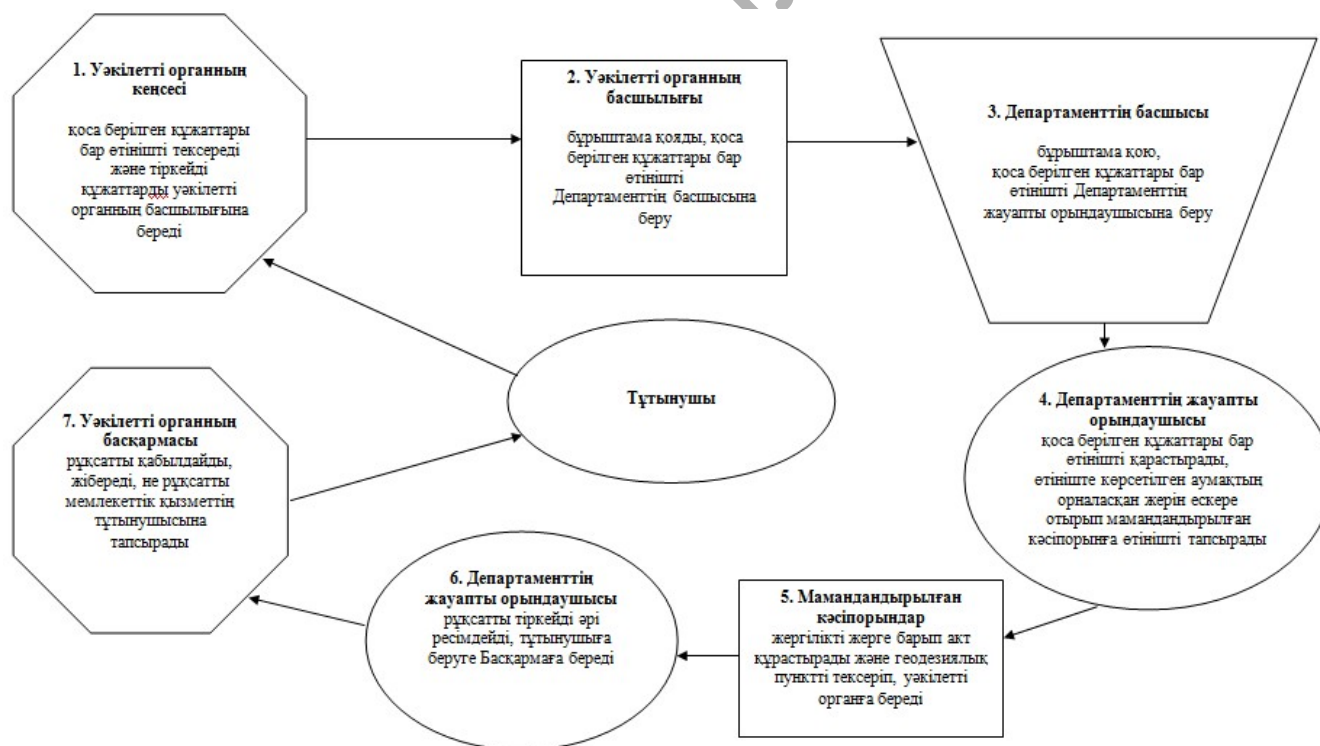 1. Уәкілетті органның
кеңсесі
қоса берілген құжаттары
бар өтінішті тексереді
және тіркейді
құжаттарды уәкілетті
органның басшылығына
береді
2. Уәкілетті органның
басшылығы
бұрыштама қояды, қоса
берілген құжаттары бар
өтінішті
Департаменттің басшысына
беру
3. Департаменттің басшысы
бұрыштама қою,
қоса берілген құжаттары бар
өтінішті Департаменттің
жауапты орындаушысына беру
Тұтынушы
4. Департаменттің жауапты
орындаушысы
қоса берілген құжаттары бар
өтінішті қарастырады,
өтініште көрсетілген аумақтың
орналасқан жерін ескере
отырып мамандандырылған
кәсіпорынға өтінішті тапсырады
5. Мамандандырылған
кәсіпорындар
жергілікті жерге барып акт
құрастырады және геодезиялық
пунктті тексеріп, уәкілетті
органға береді
6. Департаменттің
жауапты орындаушысы
рұқсатты тіркейді әрі
ресімдейді, тұтынушыға
беруге Басқармаға береді
7. Уәкілетті органның
басқармасы
рұқсатты қабылдайды,
жібереді, не рұқсатты
мемлекеттік қызметтің
тұтынушысына
тапсырады